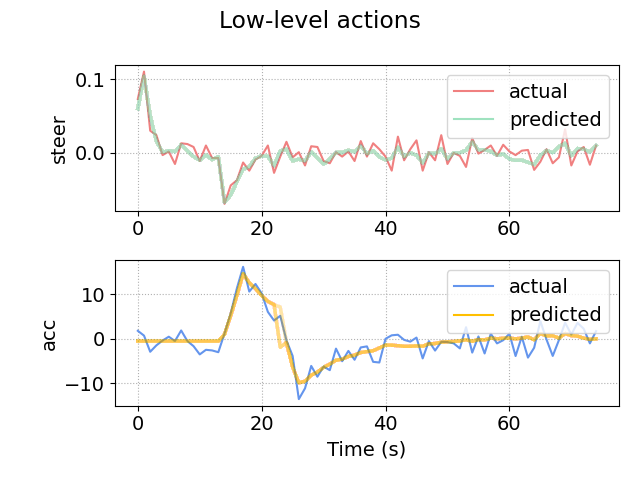 Low-level actions
steer
0.1
0.0
actual
predicted
0 20 40 60
acc
10
0
−10
actual
predicted
0 20 40 60
Time (s)